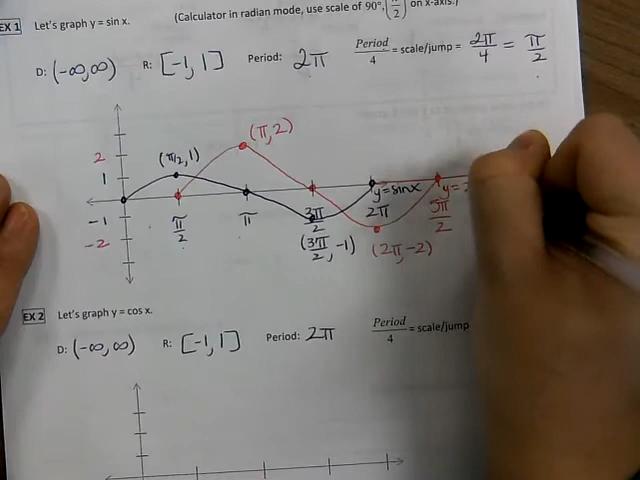 EX 1 Let's graph y = sin x. (Calculator in radian mode, use scale of 90°, (π/2) on x-axis.)
D: (-∞,∞) R: [-1, 1] Period: 2π Period/4 = scale/jump = 2π/4 = π/2
(π, 2)
(π/2, 1)
2
1
y=sinx y=
-1 π/2 π 3π/2 2π 5π/2
-2 (3π/2, -1) (2π, -2)
EX 2 Let's graph y = cos x.
D: (-∞, ∞) R: [-1, 1] Period: 2π Period/4 = scale/jump